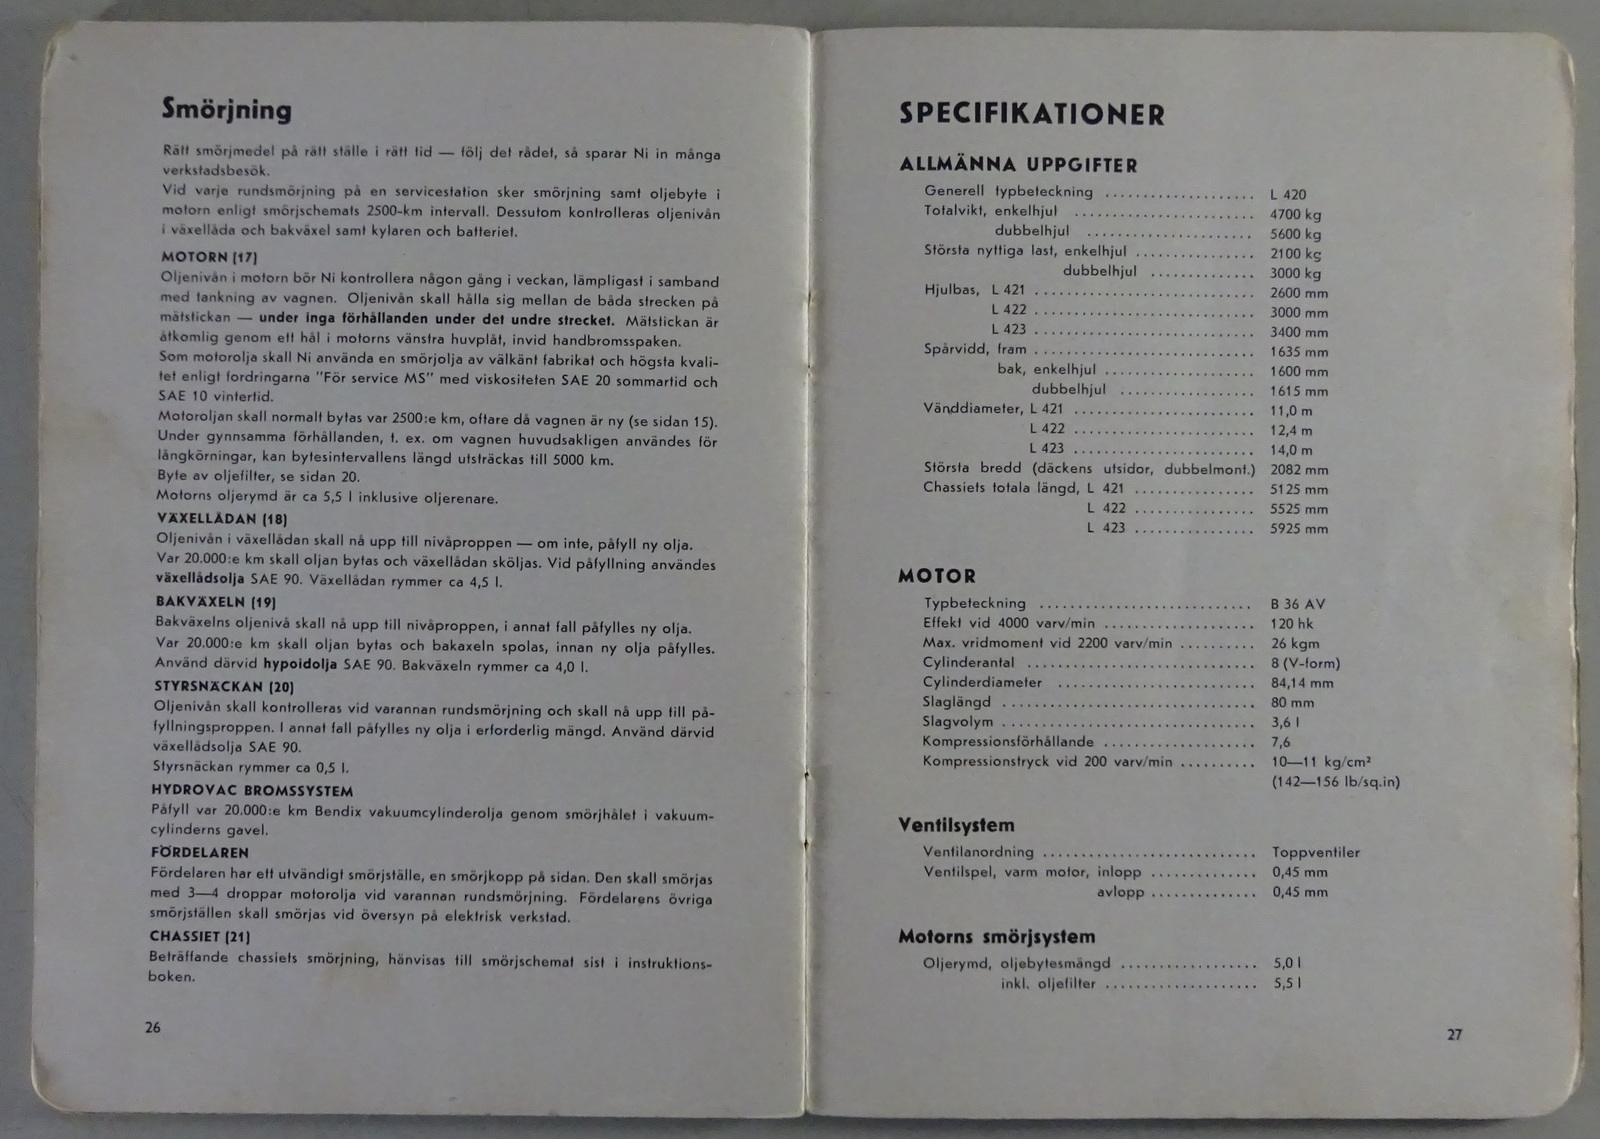 Smörjning
Rätt smörjmedel på rätt ställe i rätt tid — följ det rådet, så sparar Ni in många
verkstadsbesök.
Vid varje rundsmörjning på en servicestation sker smörjning samt oljebyte i
motorn enligt smörjschemats 2500-km intervall. Dessutom kontrolleras oljenivån
i växellåda och bakväxel samt kylaren och batteriet.
MOTORN (17)
Oljenivån i motorn bör Ni kontrollera någon gång i veckan, lämpligast i samband
med tankning av vagnen. Oljenivån skall hålla sig mellan de båda strecken på
mätstickan — under inga förhållanden under det undre strecket. Mätstickan är
åtkomlig genom ett hål i motorns vänstra huvplåt, invid handbromsspaken.
Som motorolja skall Ni använda en smörjolja av välkänt fabrikat och högsta kvali-
tet enligt fordringarna "För service MS" med viskositeten SAE 20 sommartid och
SAE 10 vintertid.
Motoroljan skall normalt bytas var 2500:e km, oftare då vagnen är ny (se sidan 15).
Under gynnsamma förhållanden, t. ex. om vagnen huvudsakligen användes för
långkörningar, kan bytesintervallens längd utsträckas till 5000 km.
Byte av oljefilter, se sidan 20.
Motorns oljerymd är ca 5,5 l inklusive oljerenare.
VÄXELLÅDAN (18)
Oljenivån i växellådan skall nå upp till nivåproppen — om inte, påfyll ny olja.
Var 20.000:e km skall oljan bytas och växellådan sköljas. Vid påfyllning användes
växellådsolja SAE 90. Växellådan rymmer ca 4,5 l.
BAKVÄXELN (19)
Bakväxelns oljenivå skall nå upp till nivåproppen, i annat fall påfylles ny olja.
Var 20.000:e km skall oljan bytas och bakaxeln spolas, innan ny olja påfylles.
Använd därvid hypoidolja SAE 90. Bakväxeln rymmer ca 4,0 l.
STYRSNÄCKAN (20)
Oljenivån skall kontrolleras vid varannan rundsmörjning och skall nå upp till på-
fyllningsproppen. I annat fall påfylles ny olja i erforderlig mängd. Använd därvid
växellådsolja SAE 90.
Styrsnäckan rymmer ca 0,5 l.
HYDROVAC BROMSSYSTEM
Påfyll var 20.000:e km Bendix vakuumcylinderolja genom smörjhålet i vakuum-
cylinderns gavel.
FÖRDELAREN
Fördelaren har ett utvändigt smörjställe, en smörjkopp på sidan. Den skall smörjas
med 3—4 droppar motorolja vid varannan rundsmörjning. Fördelarens övriga
smörjställen skall smörjas vid översyn på elektrisk verkstad.
CHASSIET (21)
Beträffande chassiets smörjning, hänvisas till smörjschemat sist i instruktions-
boken.
26
SPECIFIKATIONER
ALLMÄNNA UPPGIFTER
Generell typbeteckning .................... L 420
Totalvikt, enkelhjul ........................ 4700 kg
dubbelhjul ...................... 5600 kg
Största nyttiga last, enkelhjul ................ 2100 kg
dubbelhjul .............. 3000 kg
Hjulbas, L 421 ............................. 2600 mm
L 422 ............................. 3000 mm
L 423 ............................. 3400 mm
Spårvidd, fram ............................. 1635 mm
bak, enkelhjul .................... 1600 mm
dubbelhjul .................. 1615 mm
Vänddiameter, L 421 ........................ 11,0 m
L 422 ........................ 12,4 m
L 423 ........................ 14,0 m
Största bredd (däckens utsidor, dubbelmont.) 2082 mm
Chassiets totala längd, L 421 ................ 5125 mm
L 422 ................ 5525 mm
L 423 ................ 5925 mm
MOTOR
Typbeteckning ............................ B 36 AV
Effekt vid 4000 varv/min .................... 120 hk
Max. vridmoment vid 2200 varv/min .......... 26 kgm
Cylinderantal .............................. 8 (V-form)
Cylinderdiameter .......................... 84,14 mm
Slaglängd ................................. 80 mm
Slagvolym ................................. 3,6 l
Kompressionsförhållande .................... 7,6
Kompressionstryck vid 200 varv/min .......... 10—11 kg/cm²
(142—156 lb/sq.in)
Ventilsystem
Ventilanordning ............................ Toppventiler
Ventilspel, varm motor, inlopp .............. 0,45 mm
avlopp .............. 0,45 mm
Motorns smörjsystem
Oljerymd, oljebytesmängd .................. 5,0 l
inkl. oljefilter .................... 5,5 l
27